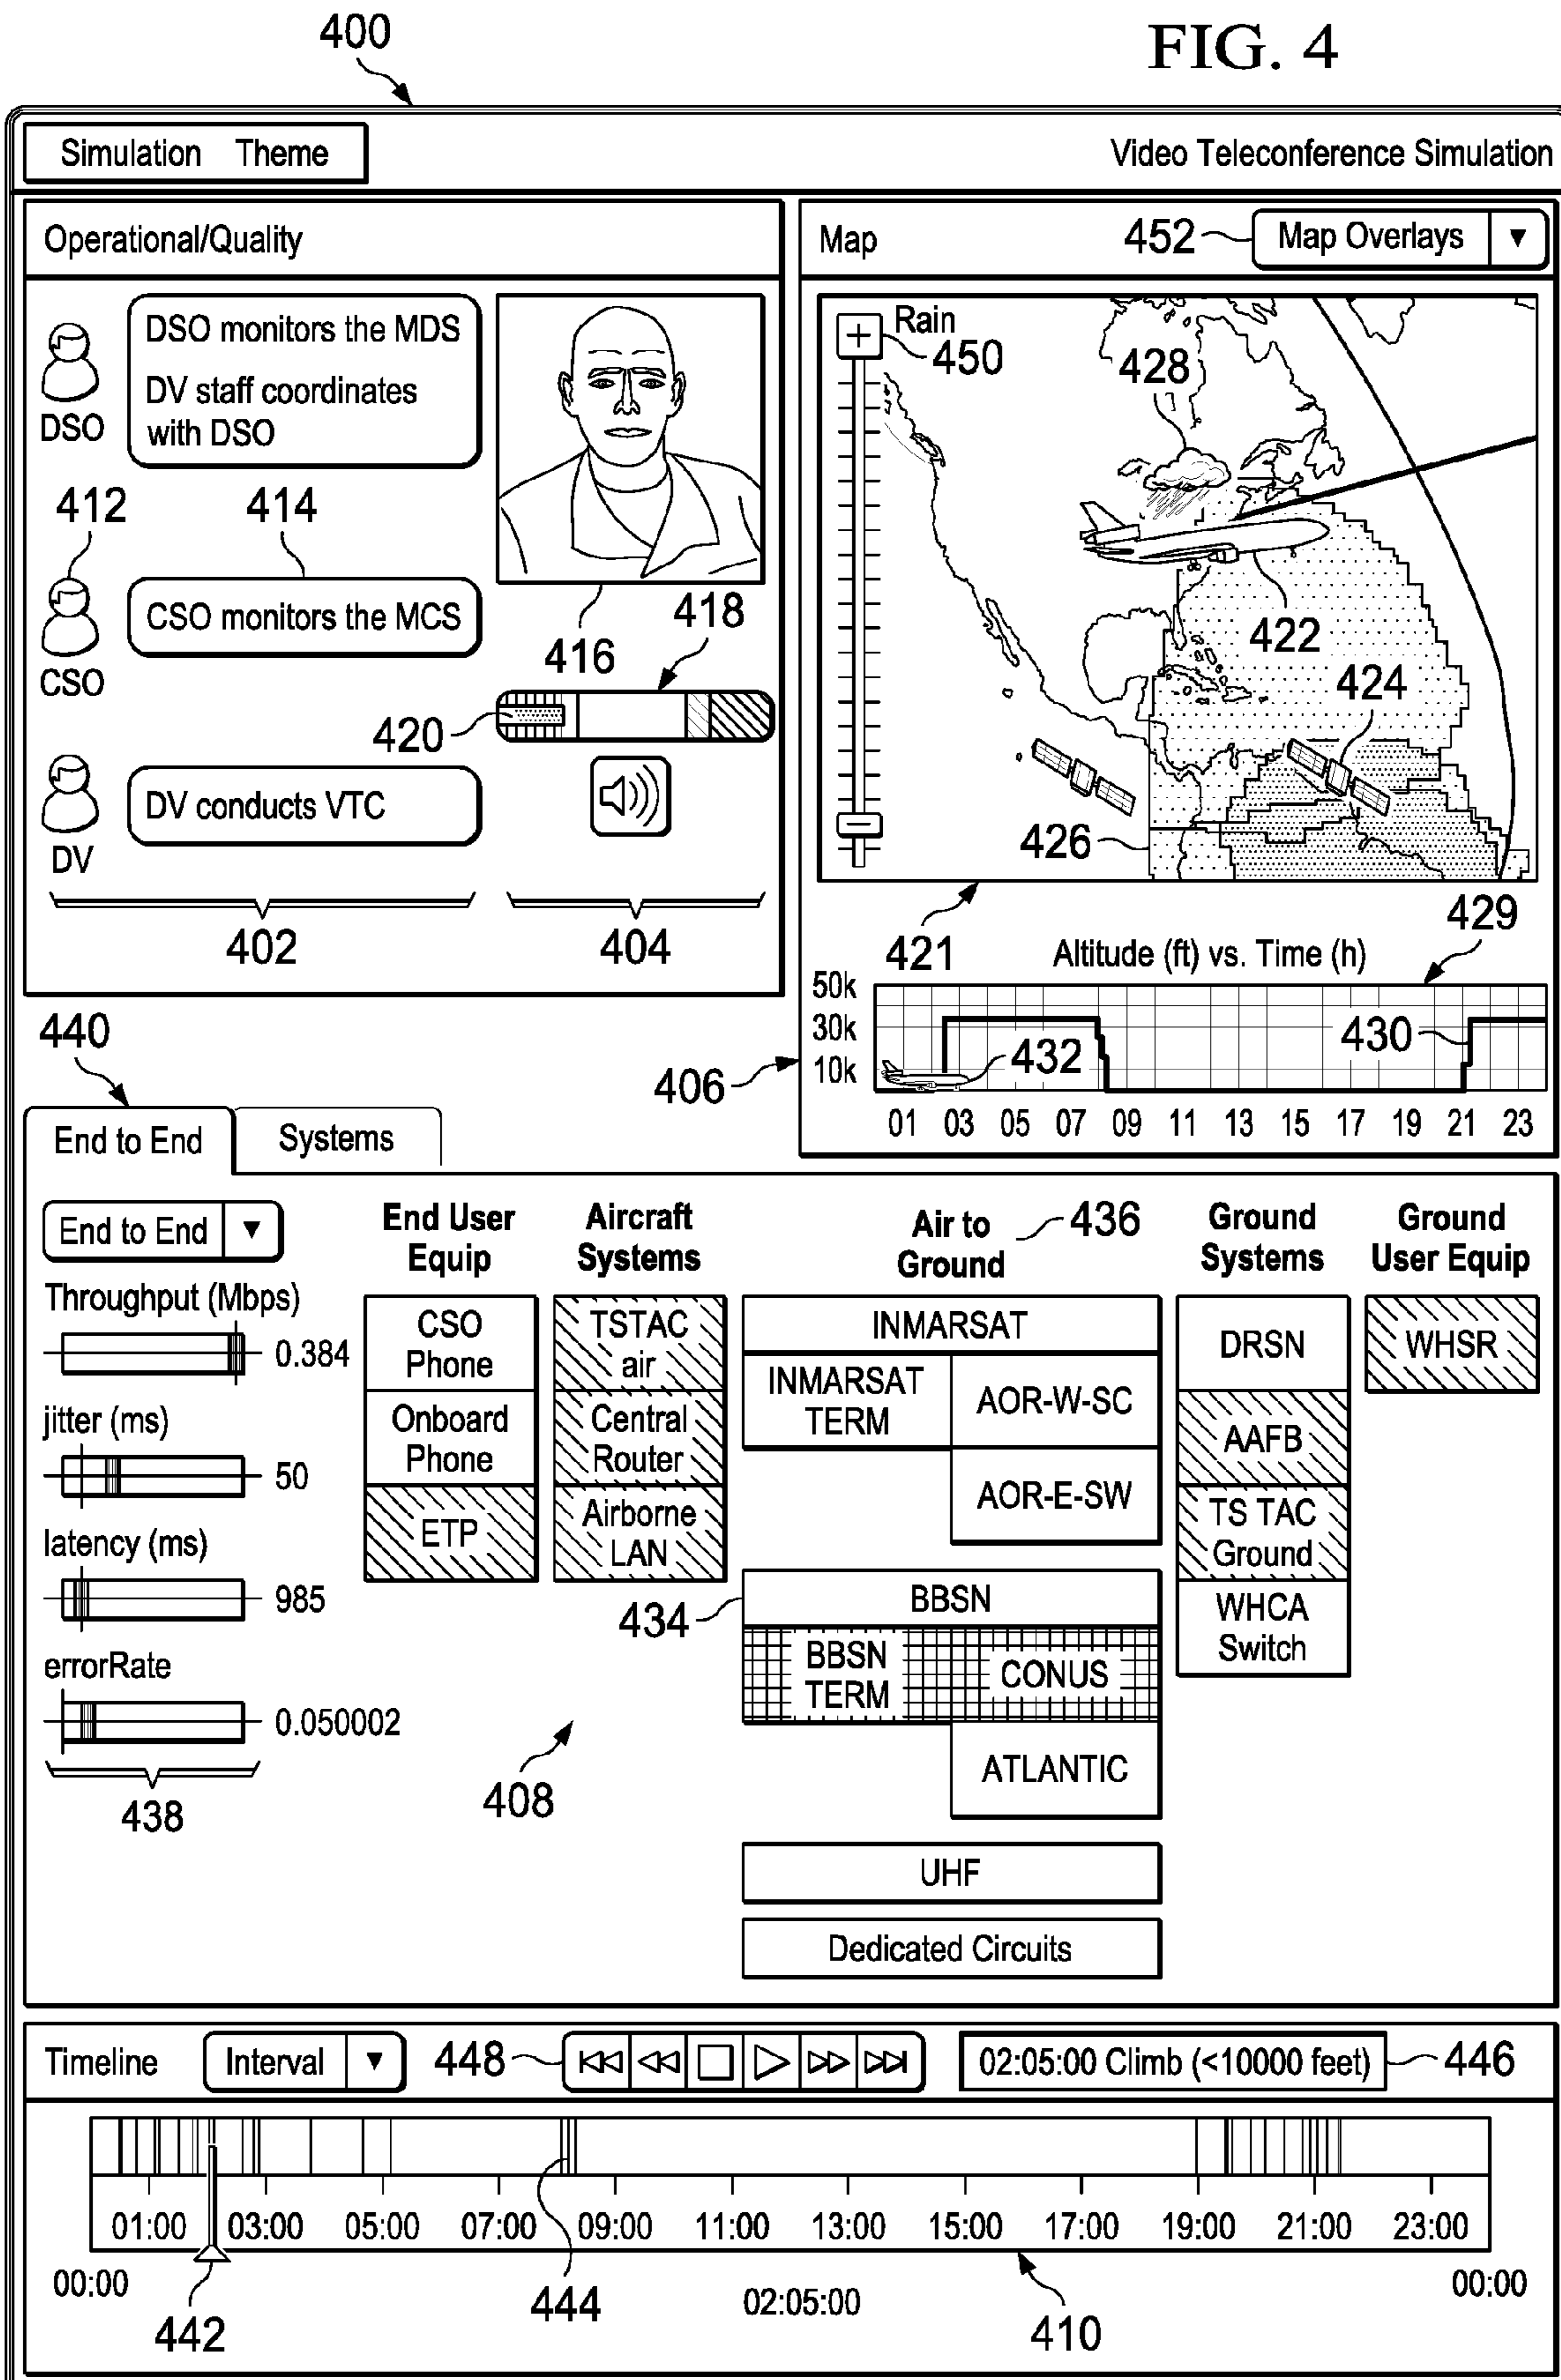 400
FIG. 4
Simulation Theme
Video Teleconference Simulation
Operational/Quality
DSO
DSO monitors the MDS
DV staff coordinates
with DSO
412
414
CSO
CSO monitors the MCS
416
418
420
DV
DV conducts VTC
402
404
Map
452
Map Overlays
Rain
450
428
422
424
426
421
429
Altitude (ft) vs. Time (h)
50k
30k
10k
430
432
406
01 03 05 07 09 11 13 15 17 19 21 23
440
End to End
Systems
End to End
Throughput (Mbps)
0.384
jitter (ms)
50
latency (ms)
985
errorRate
0.050002
438
End User
Equip
CSO
Phone
Onboard
Phone
ETP
408
Aircraft
Systems
TSTAC
air
Central
Router
Airborne
LAN
Air to
Ground
436
INMARSAT
INMARSAT
TERM
AOR-W-SC
AOR-E-SW
434
BBSN
BBSN
TERM
CONUS
ATLANTIC
UHF
Dedicated Circuits
Ground
Systems
DRSN
AAFB
TS TAC
Ground
WHCA
Switch
Ground
User Equip
WHSR
Timeline
Interval
448
02:05:00 Climb (<10000 feet)
446
01:00 03:00 05:00 07:00 09:00 11:00 13:00 15:00 17:00 19:00 21:00 23:00
00:00
442
444
02:05:00
410
00:00